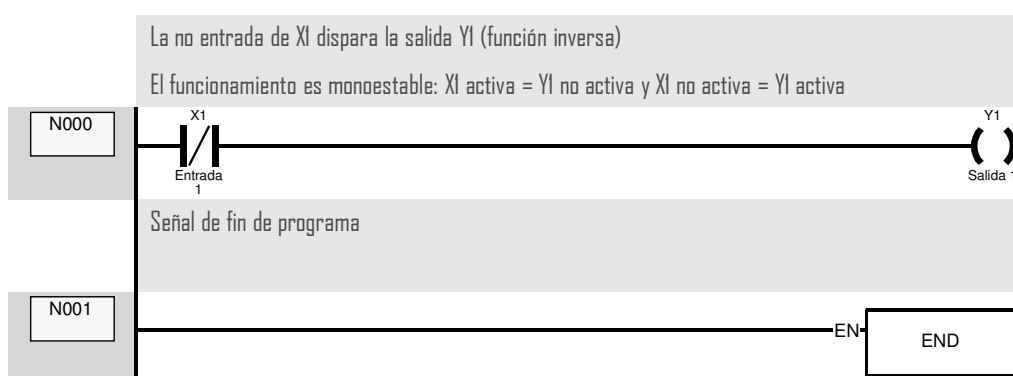 La no entrada de X1 dispara la salida Y1 (función inversa)
El funcionamiento es monoestable: X1 activa = Y1 no activa y X1 no activa = Y1 activa
N000
X1
Entrada
1
Y1
Salida 1
Señal de fin de programa
N001
EN
END